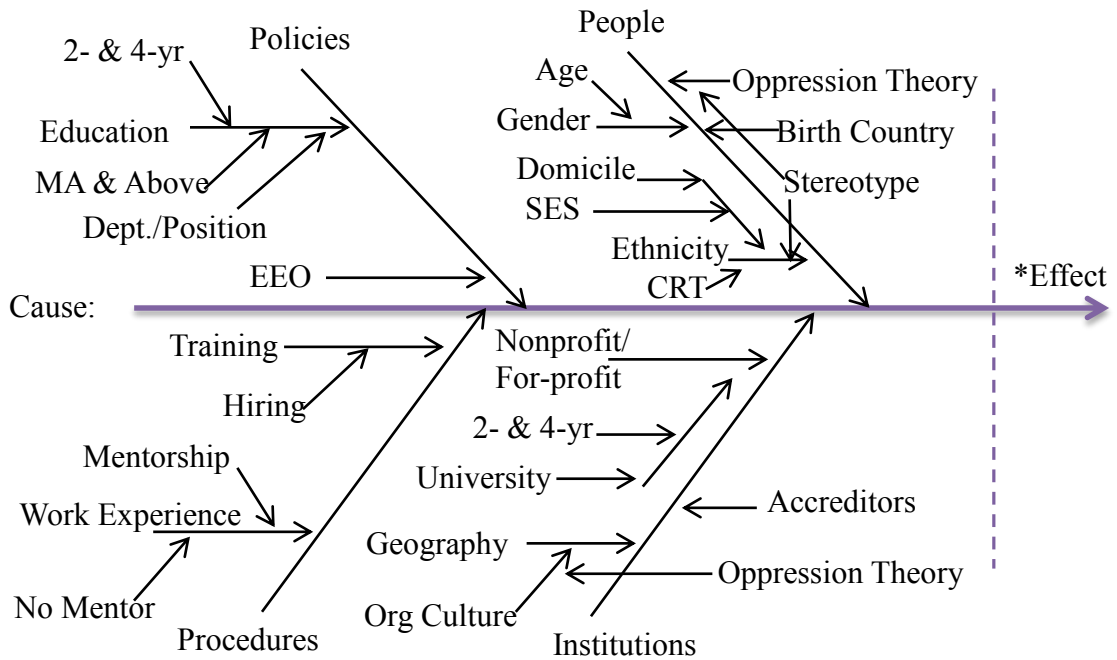 People
Policies
2- & 4-yr
Age
Oppression Theory
Gender
Birth Country
Education
Domicile
Stereotype
MA & Above
SES
Dept./Position
Ethnicity
EEO
CRT
*Effect
Cause:
Training
Nonprofit/
For-profit
Hiring
2- & 4-yr
Mentorship
University
Accreditors
Work Experience
Geography
Oppression Theory
No Mentor
Org Culture
Procedures
Institutions